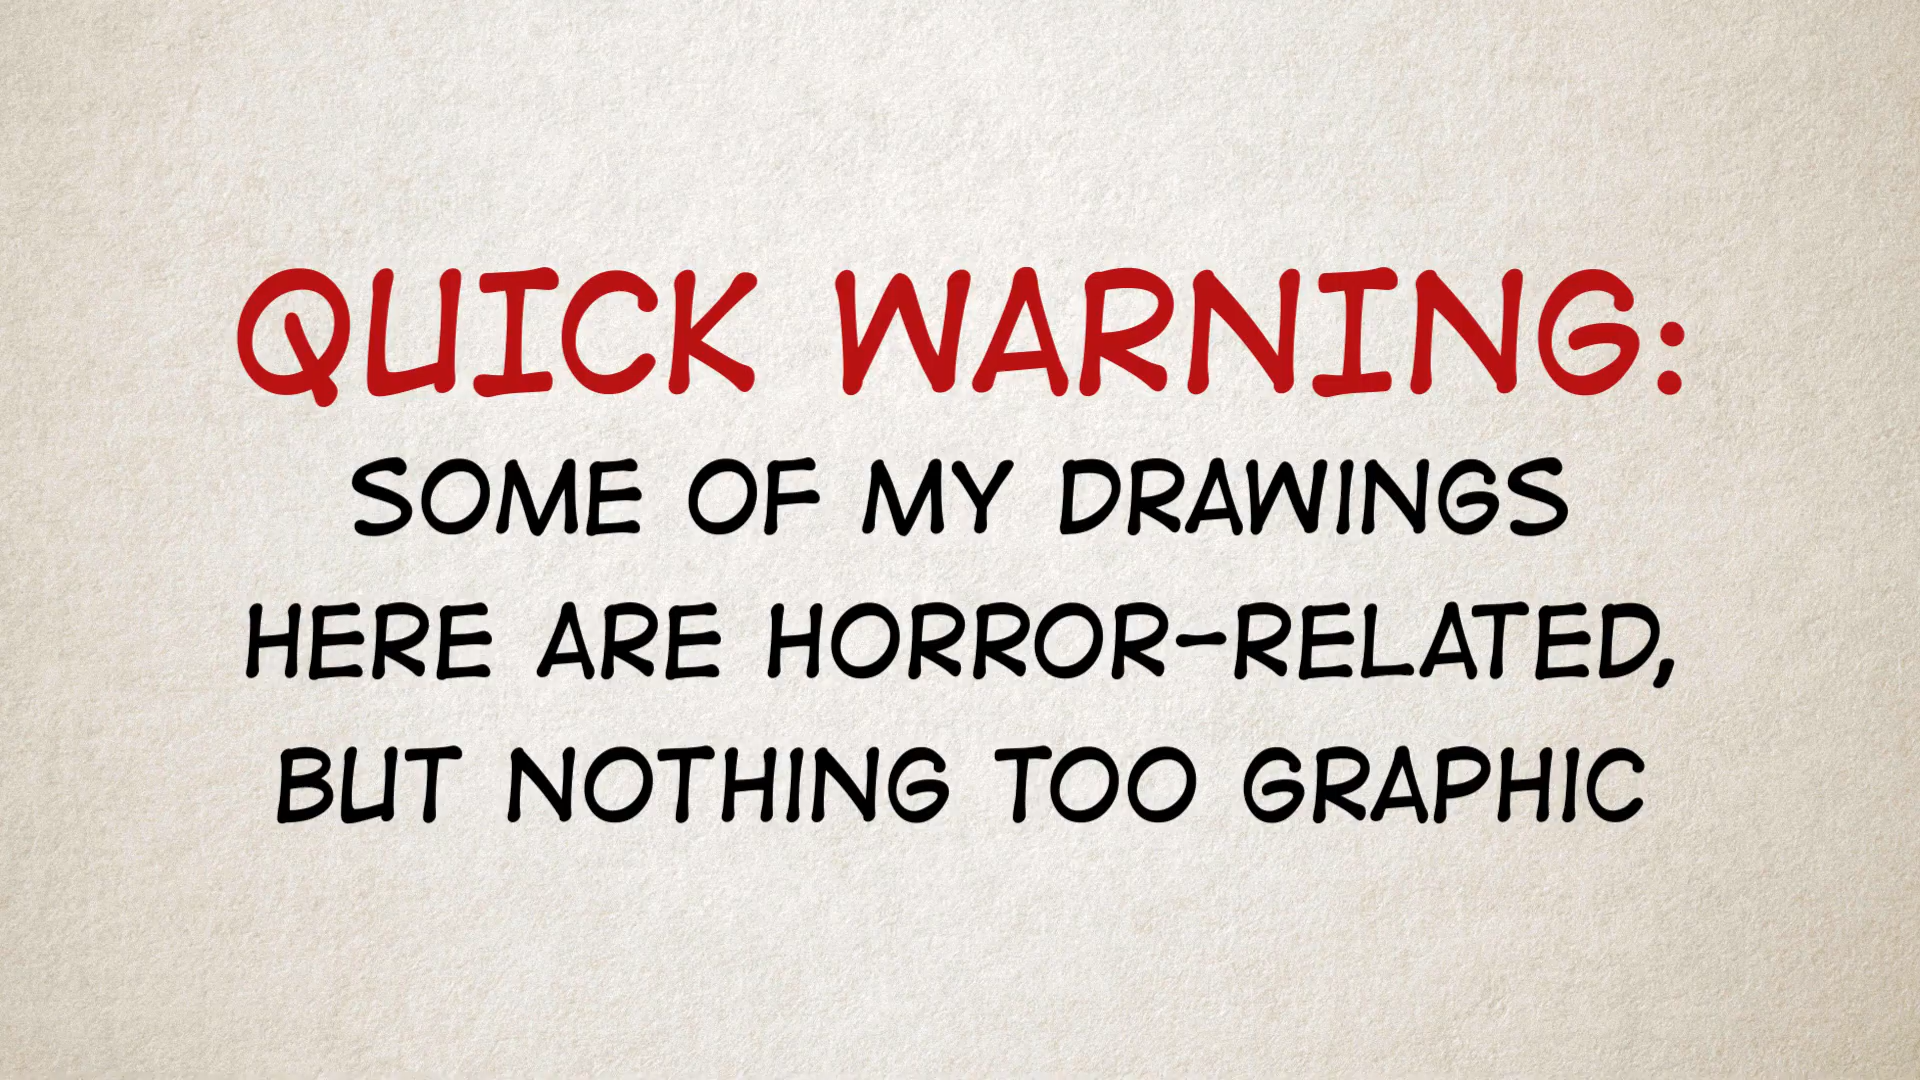 QUICK WARNING:
SOME OF MY DRAWINGS
HERE ARE HORROR-RELATED,
BUT NOTHING TOO GRAPHIC